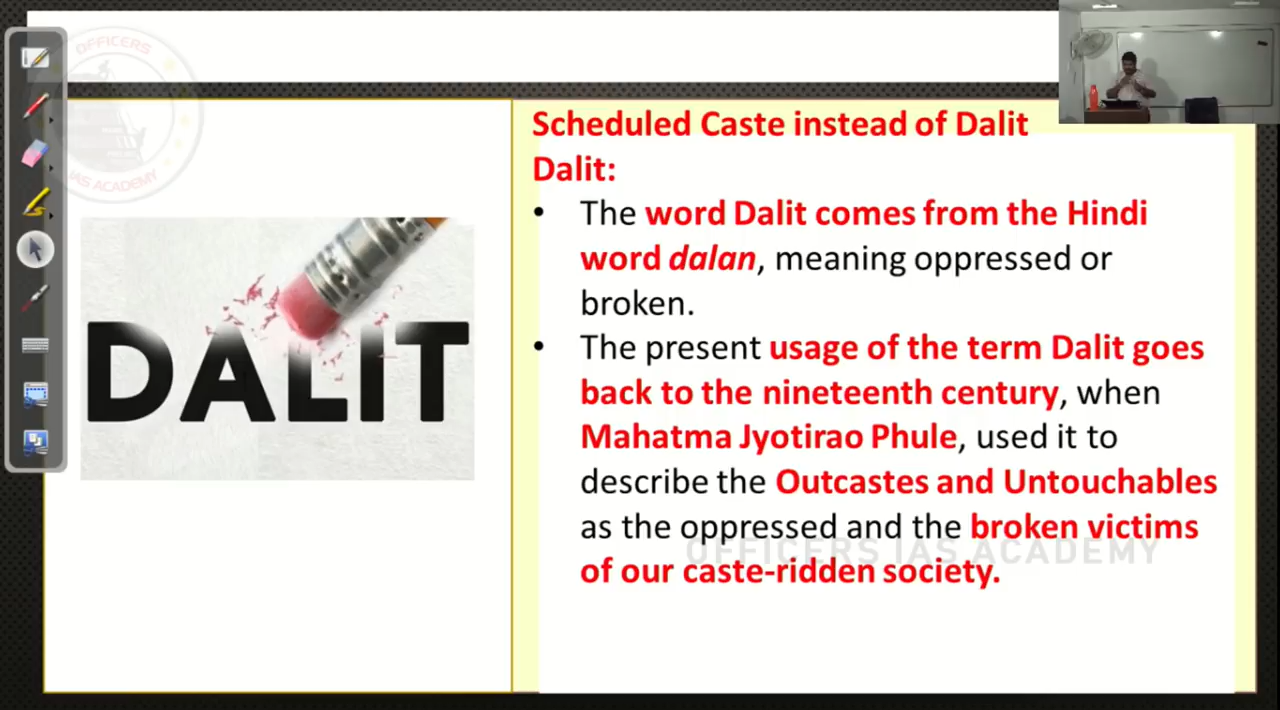 OFFICERS
IAS ACADEMY
DALIT
Scheduled Caste instead of Dalit
Dalit:
• The word Dalit comes from the Hindi
word dalan, meaning oppressed or
broken.
• The present usage of the term Dalit goes
back to the nineteenth century, when
Mahatma Jyotirao Phule, used it to
describe the Outcastes and Untouchables
as the oppressed and the broken victims
of our caste-ridden society.
OFFICERS IAS ACADEMY